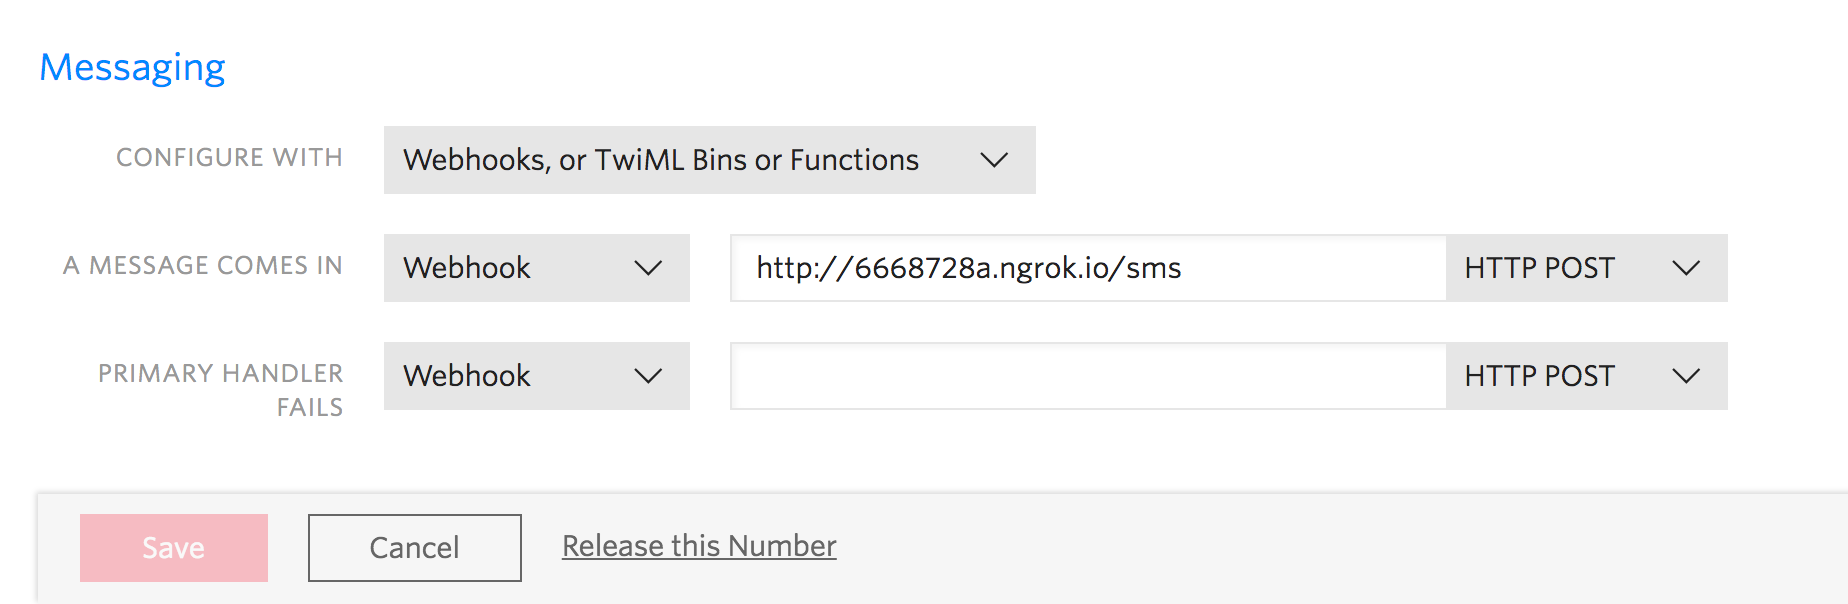 Messaging
CONFIGURE WITH
Webhooks, or TwiML Bins or Functions
A MESSAGE COMES IN
Webhook
http://6668728a.ngrok.io/sms
HTTP POST
PRIMARY HANDLER
FAILS
Webhook
HTTP POST
Save
Cancel
Release this Number